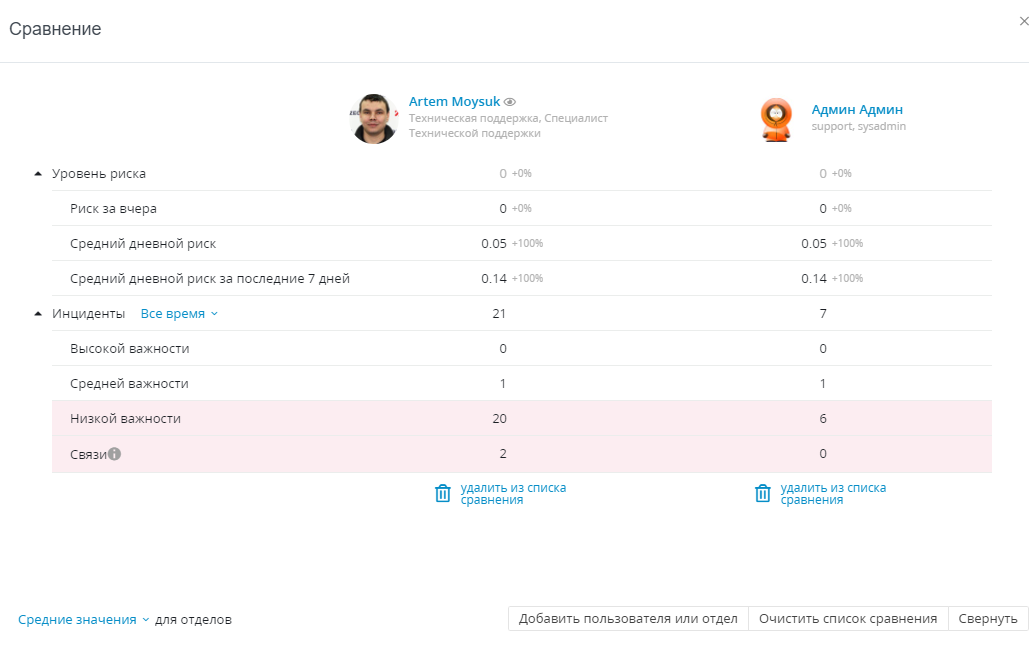 Сравнение
Artem Moysuk
Техническая поддержка, Специалист
Технической поддержки
Админ Админ
support, sysadmin
Уровень риска 0 +0% 0 +0%
Риск за вчера 0 +0% 0 +0%
Средний дневной риск 0.05 +100% 0.05 +100%
Средний дневной риск за последние 7 дней 0.14 +100% 0.14 +100%
Инциденты Все время 21 7
Высокой важности 0 0
Средней важности 1 1
Низкой важности 20 6
Связи 2 0
удалить из списка
сравнения
удалить из списка
сравнения
Средние значения для отделов
Добавить пользователя или отдел Очистить список сравнения Свернуть